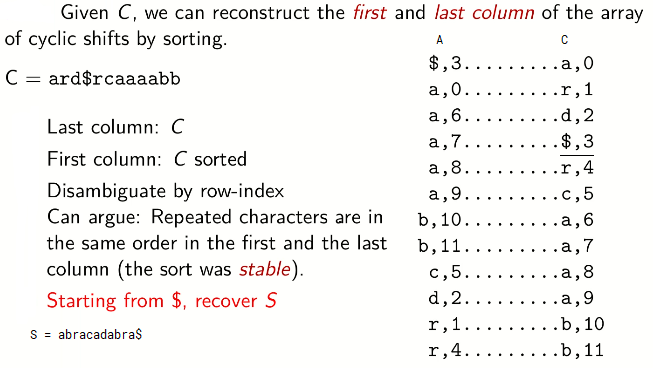 Given C, we can reconstruct the first and last column of the array
of cyclic shifts by sorting.
A C
C = ard$rcaaaabb
Last column: C
First column: C sorted
Disambiguate by row-index
Can argue: Repeated characters are in
the same order in the first and the last
column (the sort was stable).
Starting from $, recover S
S = abracadabra$
$,3.........a,0
a,0.........r,1
a,6.........d,2
a,7.........$,3
a,8.........r,4
a,9.........c,5
b,10.........a,6
b,11.........a,7
c,5.........a,8
d,2.........a,9
r,1.........b,10
r,4.........b,11